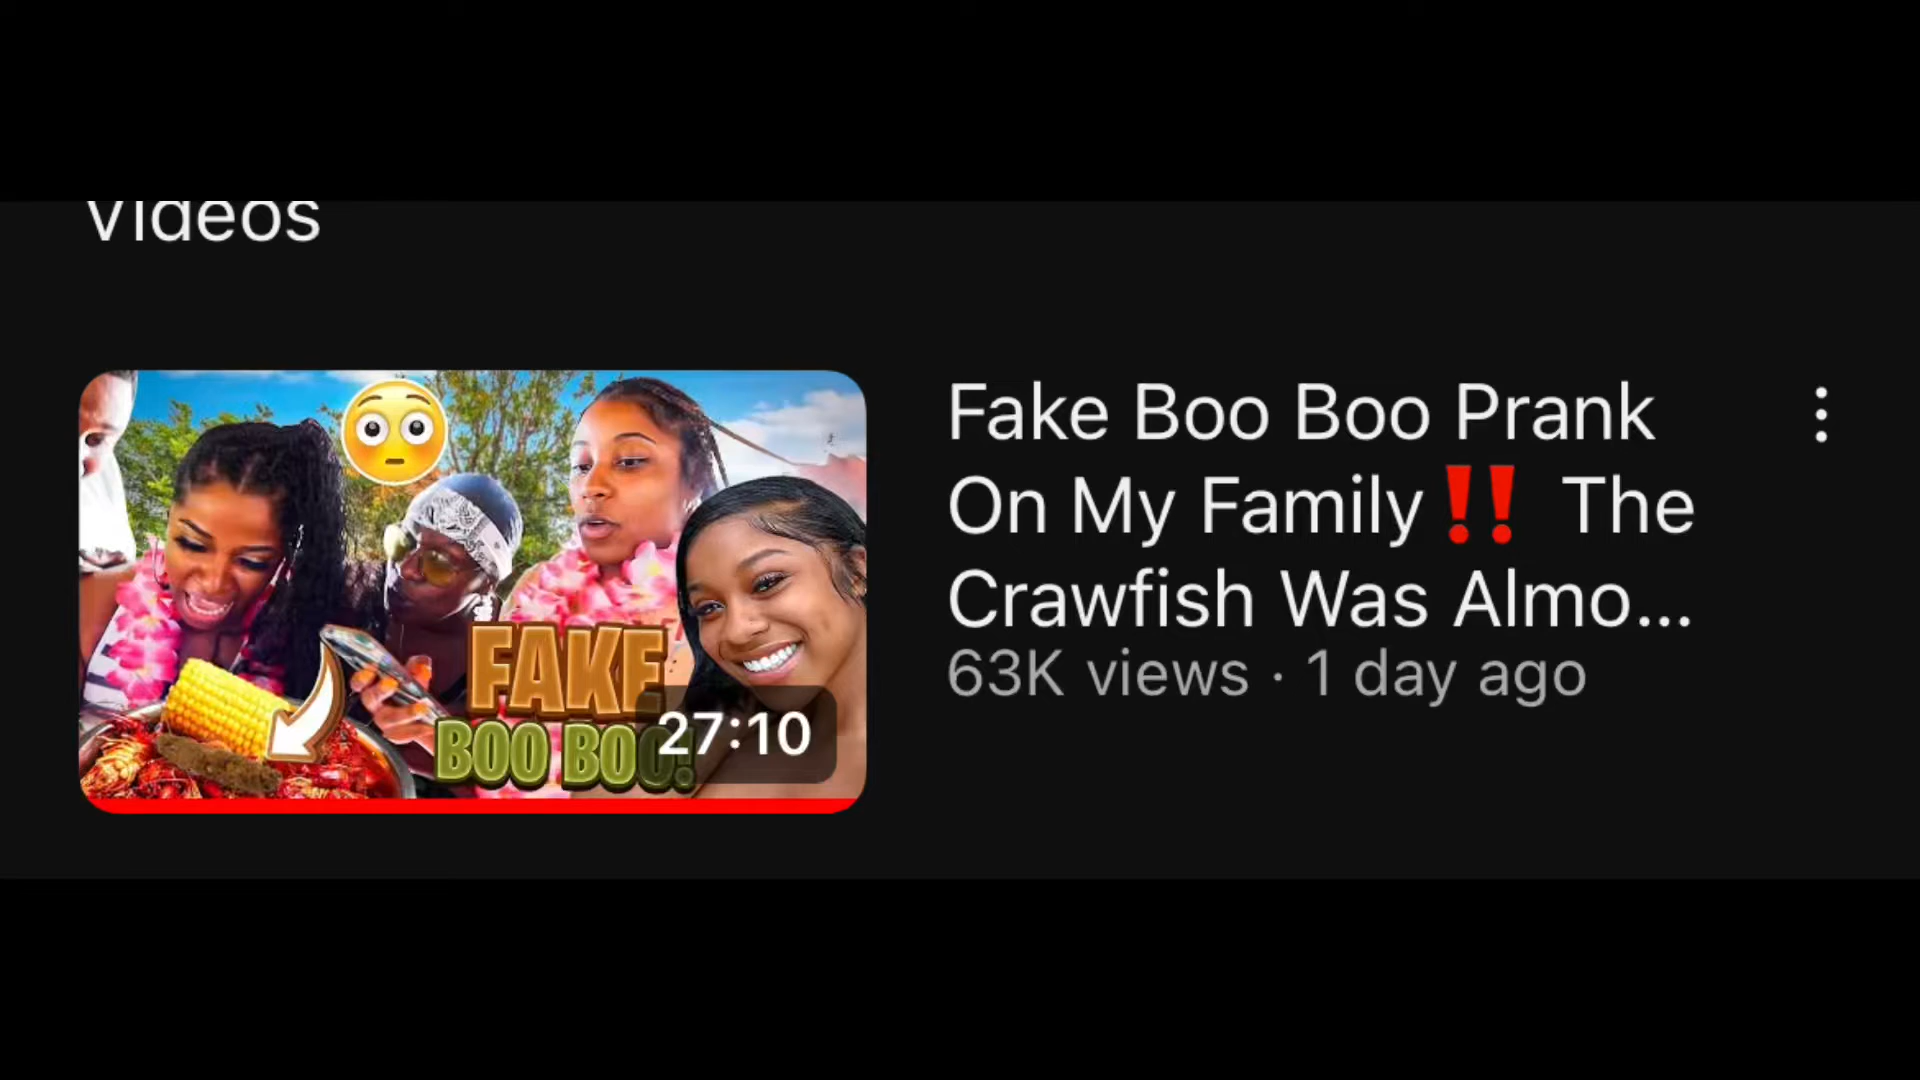 Videos
Fake Boo Boo Prank
On My Family‼️ The
Crawfish Was Almo...
63K views · 1 day ago
FAKE
BOO BOO!
27:10